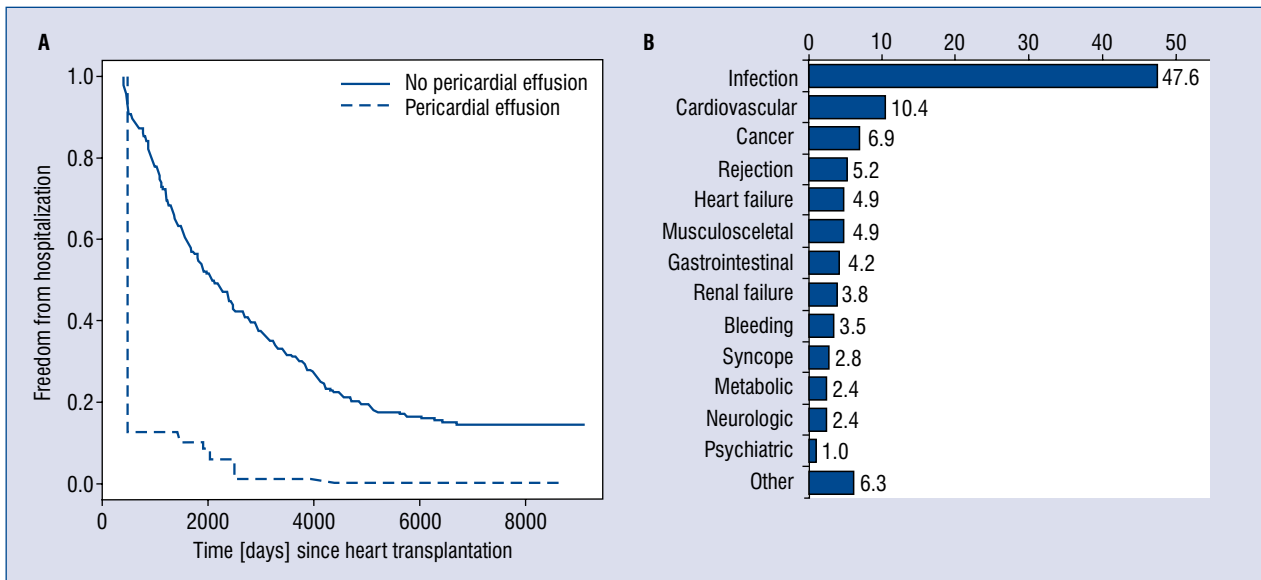 A
1.0
0.8
0.6
0.4
0.2
0.0
Freedom from hospitalization
No pericardial effusion
Pericardial effusion
0 2000 4000 6000 8000
Time [days] since heart transplantation
B
0 10 20 30 40 50
Infection 47.6
Cardiovascular 10.4
Cancer 6.9
Rejection 5.2
Heart failure 4.9
Musculosceletal 4.9
Gastrointestinal 4.2
Renal failure 3.8
Bleeding 3.5
Syncope 2.8
Metabolic 2.4
Neurologic 2.4
Psychiatric 1.0
Other 6.3